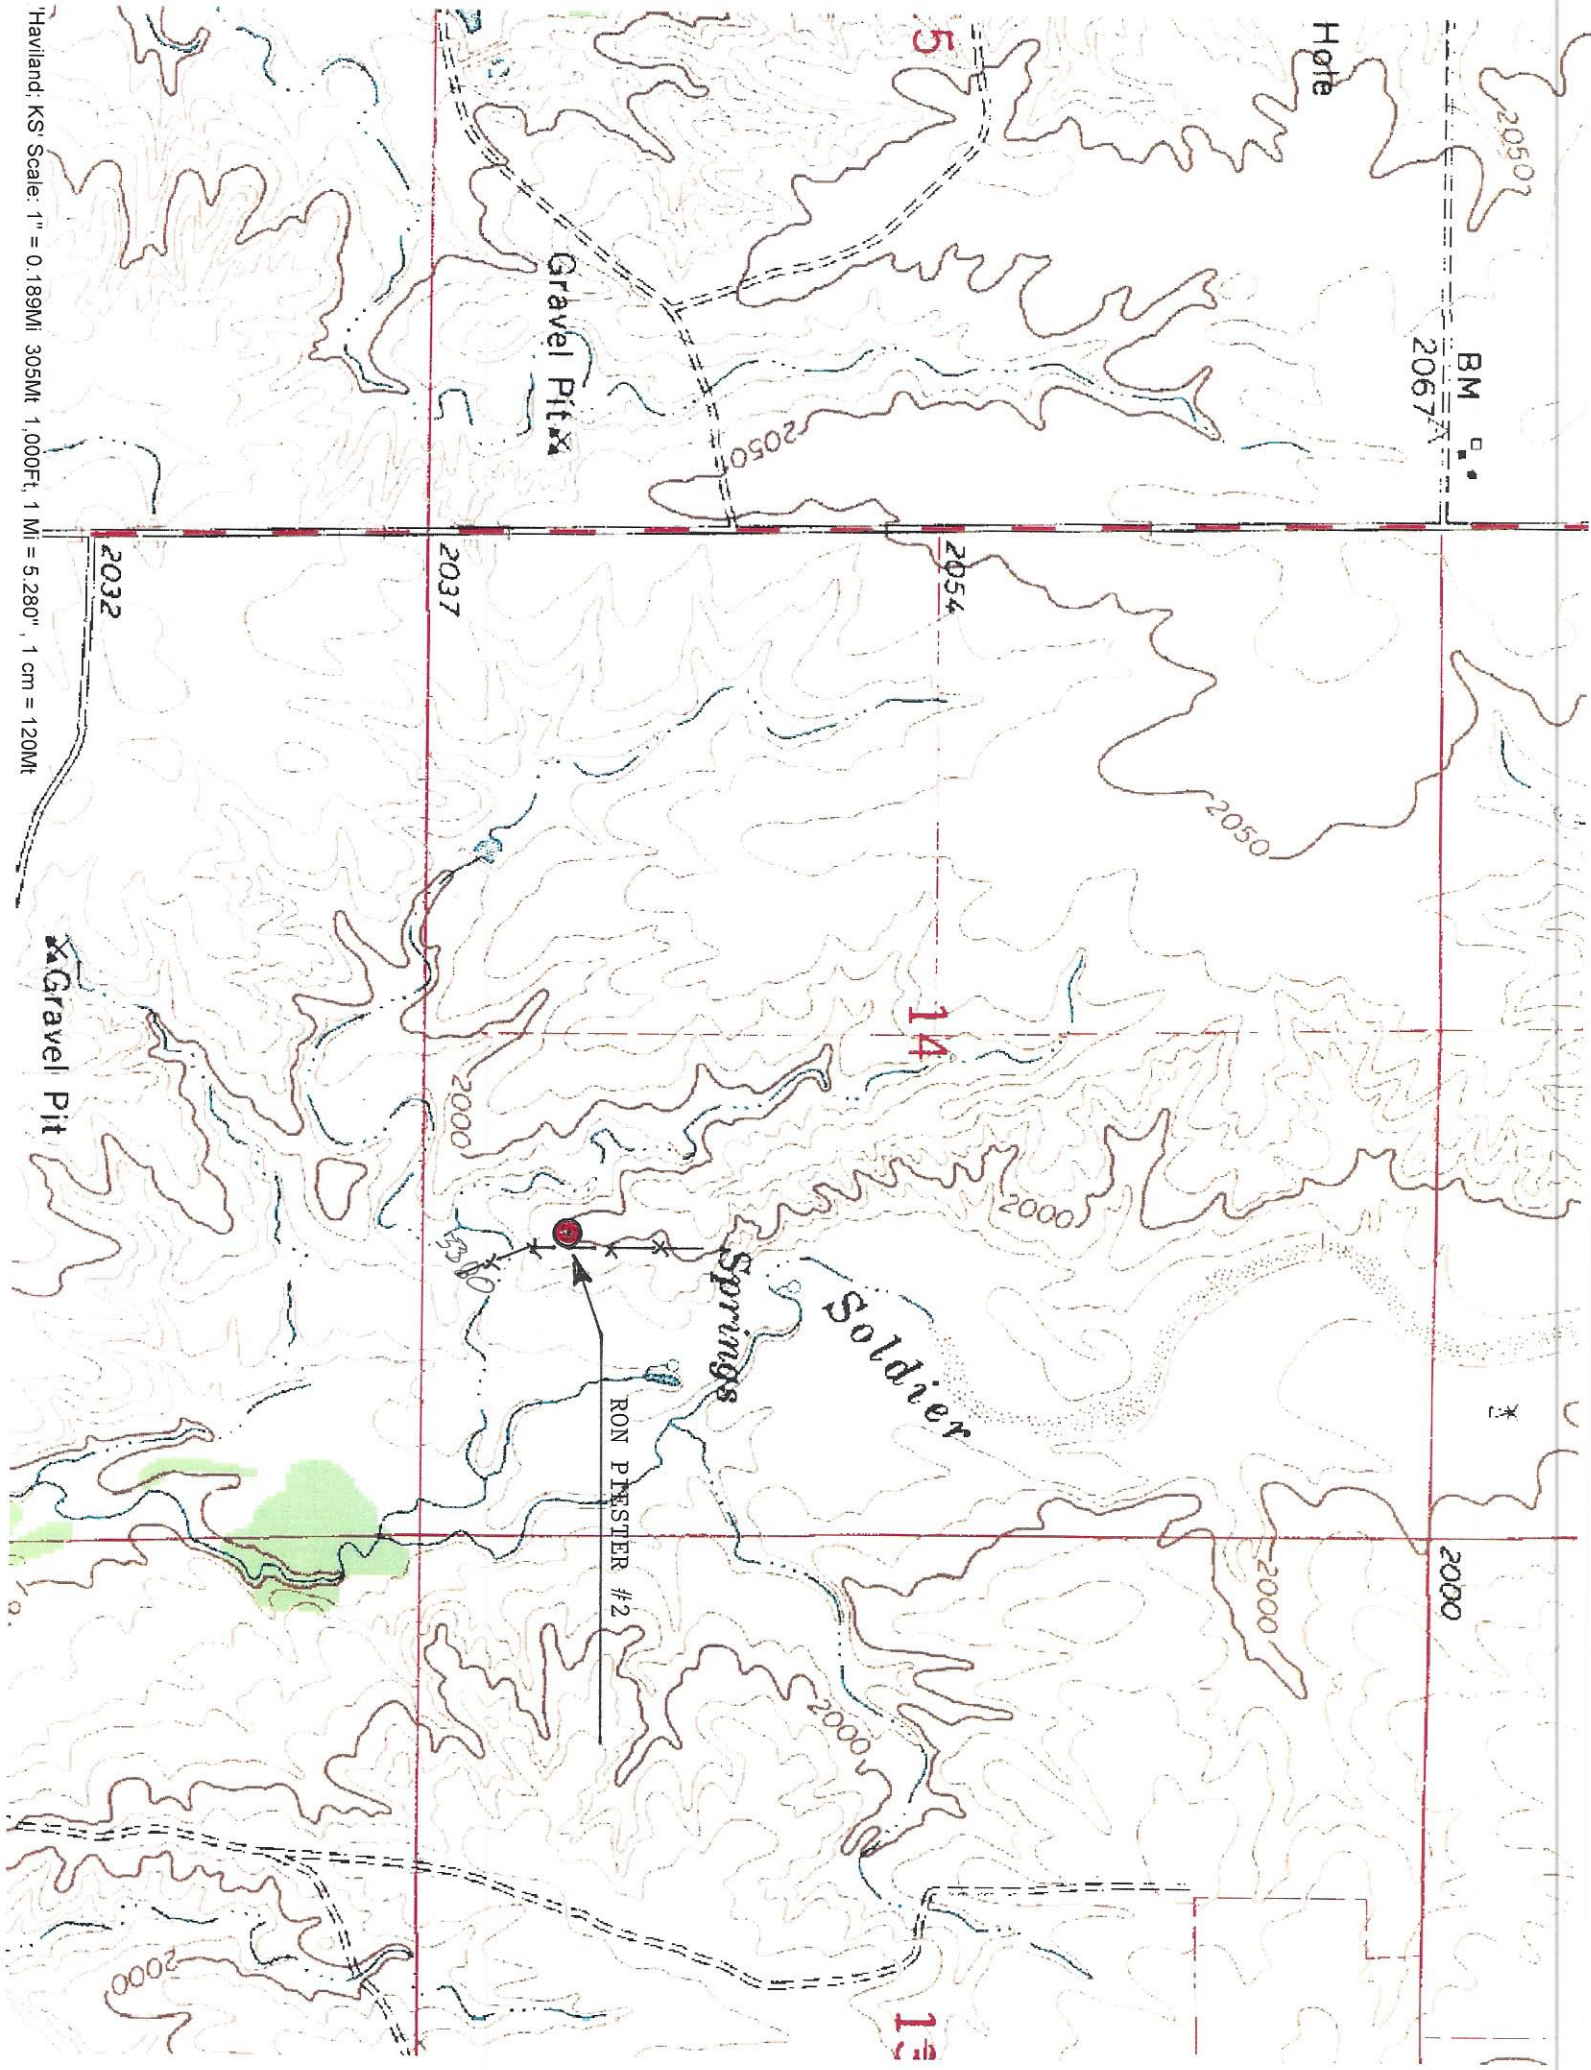 Hole
20502
BM
2067
5
Gravel Pit
2050
2054
2037
2032
2050
14
2000
2000
Gravel Pit
Springs
Soldier
RON PIESTER #2
2000
2000
2000
2000
'Haviland; KS' Scale: 1" = 0.189Mi 305Mt 1,000Ft, 1 Mi = 5.280", 1 cm = 120Mt